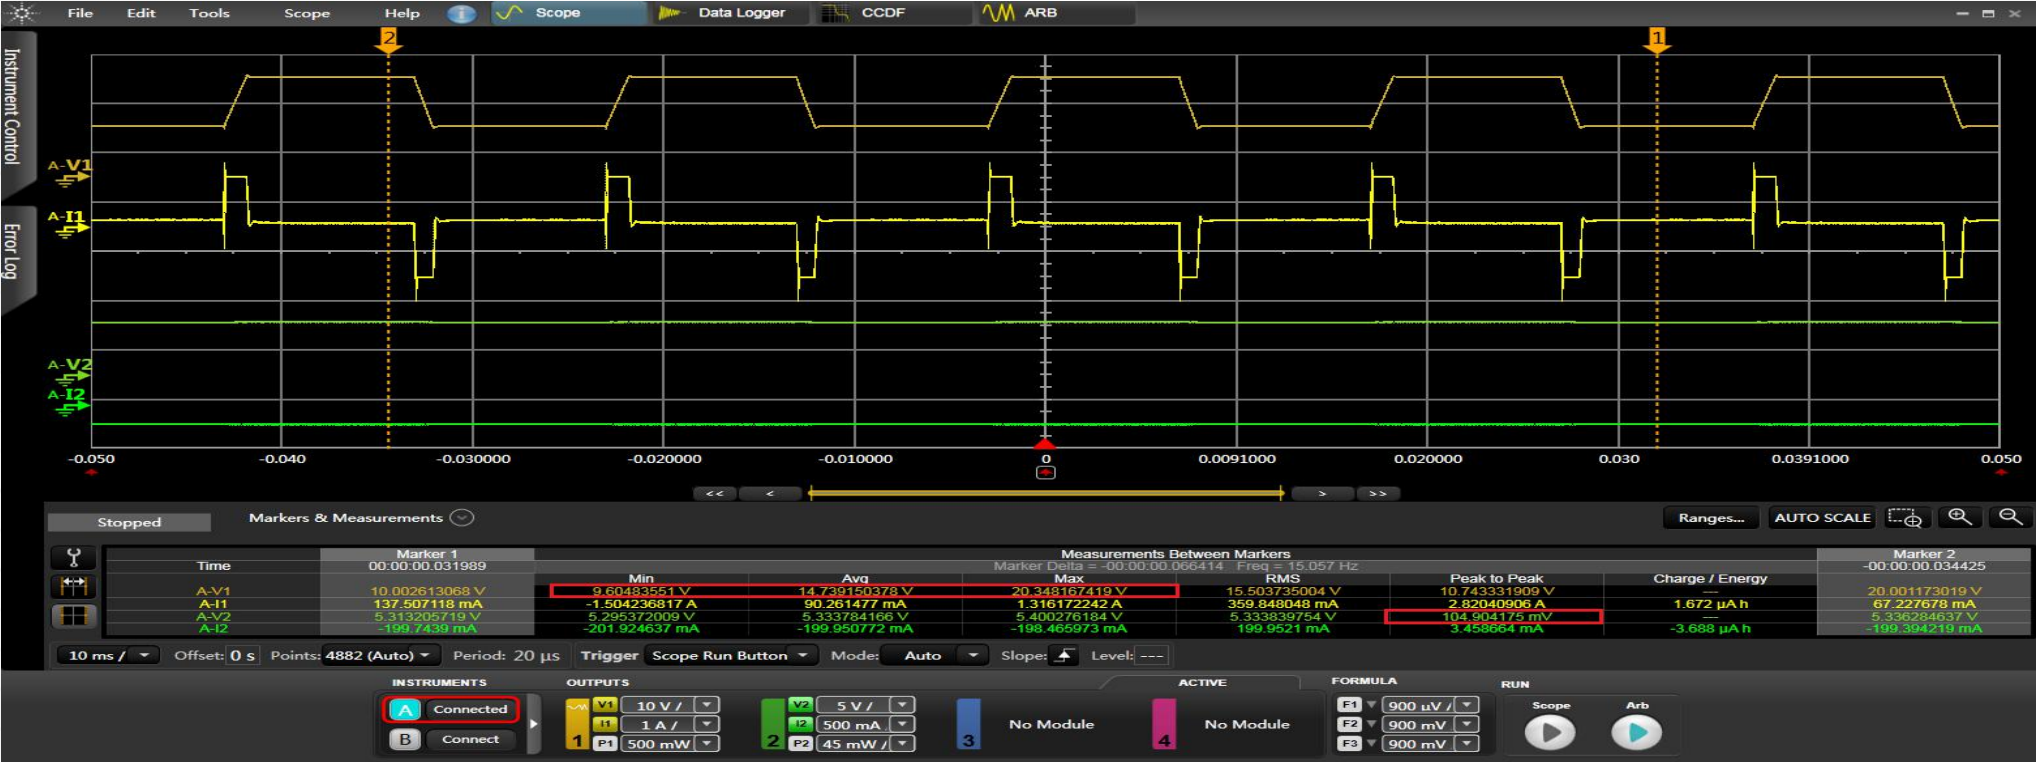 File Edit Tools Scope Help i Scope Data Logger CCDF ARB
2 1
Instrument Control
Error Log
A-V1
A-I1
A-V2
A-I2
-0.050 -0.040 -0.030000 -0.020000 -0.010000 0 0.0091000 0.020000 0.030 0.0391000 0.050
<< < > >>
Stopped Markers & Measurements Ranges... AUTO SCALE
Marker 1 Measurements Between Markers Marker 2
Time 00:00:00.031989 Marker Delta = -00:00:00.066414 Freq = 15.057 Hz -00:00:00.034425
Min Avg Max RMS Peak to Peak Charge / Energy
A-V1 10.002613068 V 9.60483551 V 14.739150378 V 20.348167419 V 15.503735004 V 10.743331909 V --- 20.001173019 V
A-I1 137.507118 mA -1.504236817 A 90.261477 mA 1.316172242 A 359.848048 mA 2.82040906 A 1.672 µA h 67.227678 mA
A-V2 5.313205719 V 5.295372009 V 5.333784166 V 5.400276184 V 5.333839754 V 104.904175 mV --- 5.336284637 V
A-I2 -199.7439 mA -201.924637 mA -199.950772 mA -198.465973 mA 199.9521 mA 3.458664 mA -3.688 µA h -199.394219 mA
10 ms / Offset: 0 s Points: 4882 (Auto) Period: 20 µs Trigger Scope Run Button Mode: Auto Slope: Level: ---
INSTRUMENTS OUTPUTS ACTIVE FORMULA RUN
A Connected
B Connect
1 V1 10 V /
I1 1 A /
P1 500 mW
2 V2 5 V /
I2 500 mA
P2 45 mW /
3 No Module
4 No Module
F1 900 µV /
F2 900 mV
F3 900 mV
Scope Arb